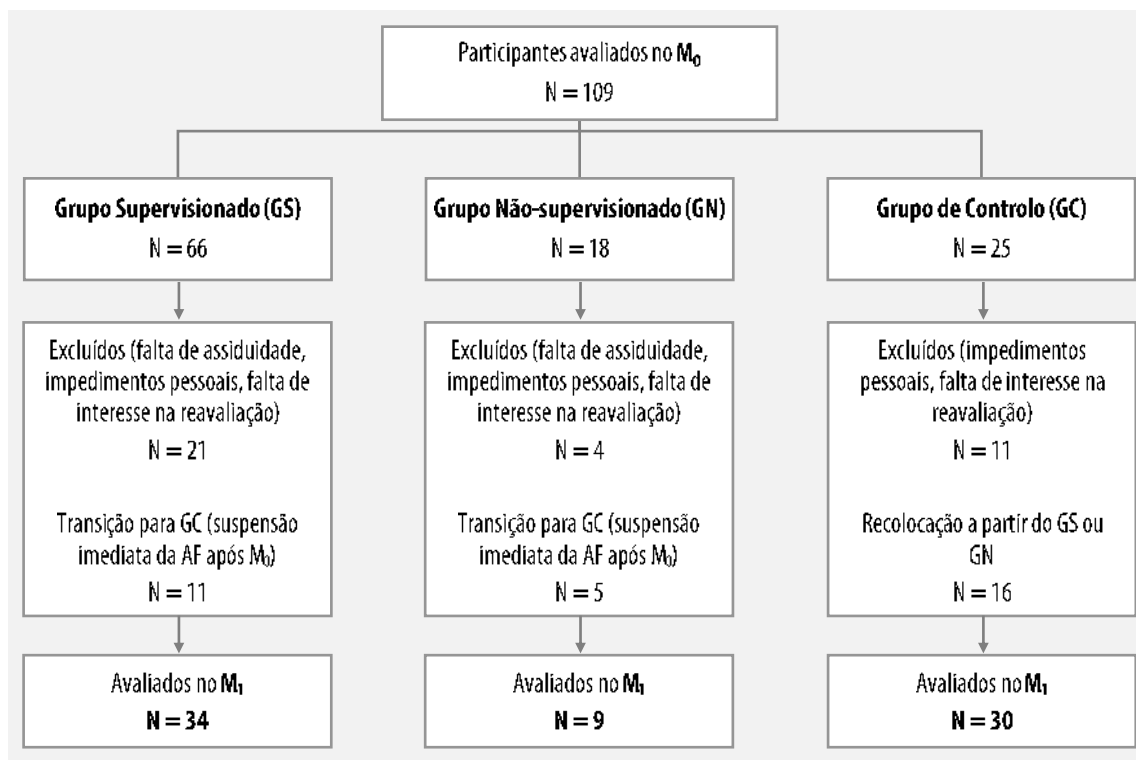 Participantes avaliados no M₀
N = 109
Grupo Supervisionado (GS)
N = 66
Grupo Não-supervisionado (GN)
N = 18
Grupo de Controlo (GC)
N = 25
Excluídos (falta de assiduidade,
impedimentos pessoais, falta de
interesse na reavaliação)
N = 21
Transição para GC (suspensão
imediata da AF após M₀)
N = 11
Excluídos (falta de assiduidade,
impedimentos pessoais, falta de
interesse na reavaliação)
N = 4
Transição para GC (suspensão
imediata da AF após M₀)
N = 5
Excluídos (impedimentos
pessoais, falta de interesse na
reavaliação)
N = 11
Recolocação a partir do GS ou
GN
N = 16
Avaliados no M₁
N = 34
Avaliados no M₁
N = 9
Avaliados no M₁
N = 30